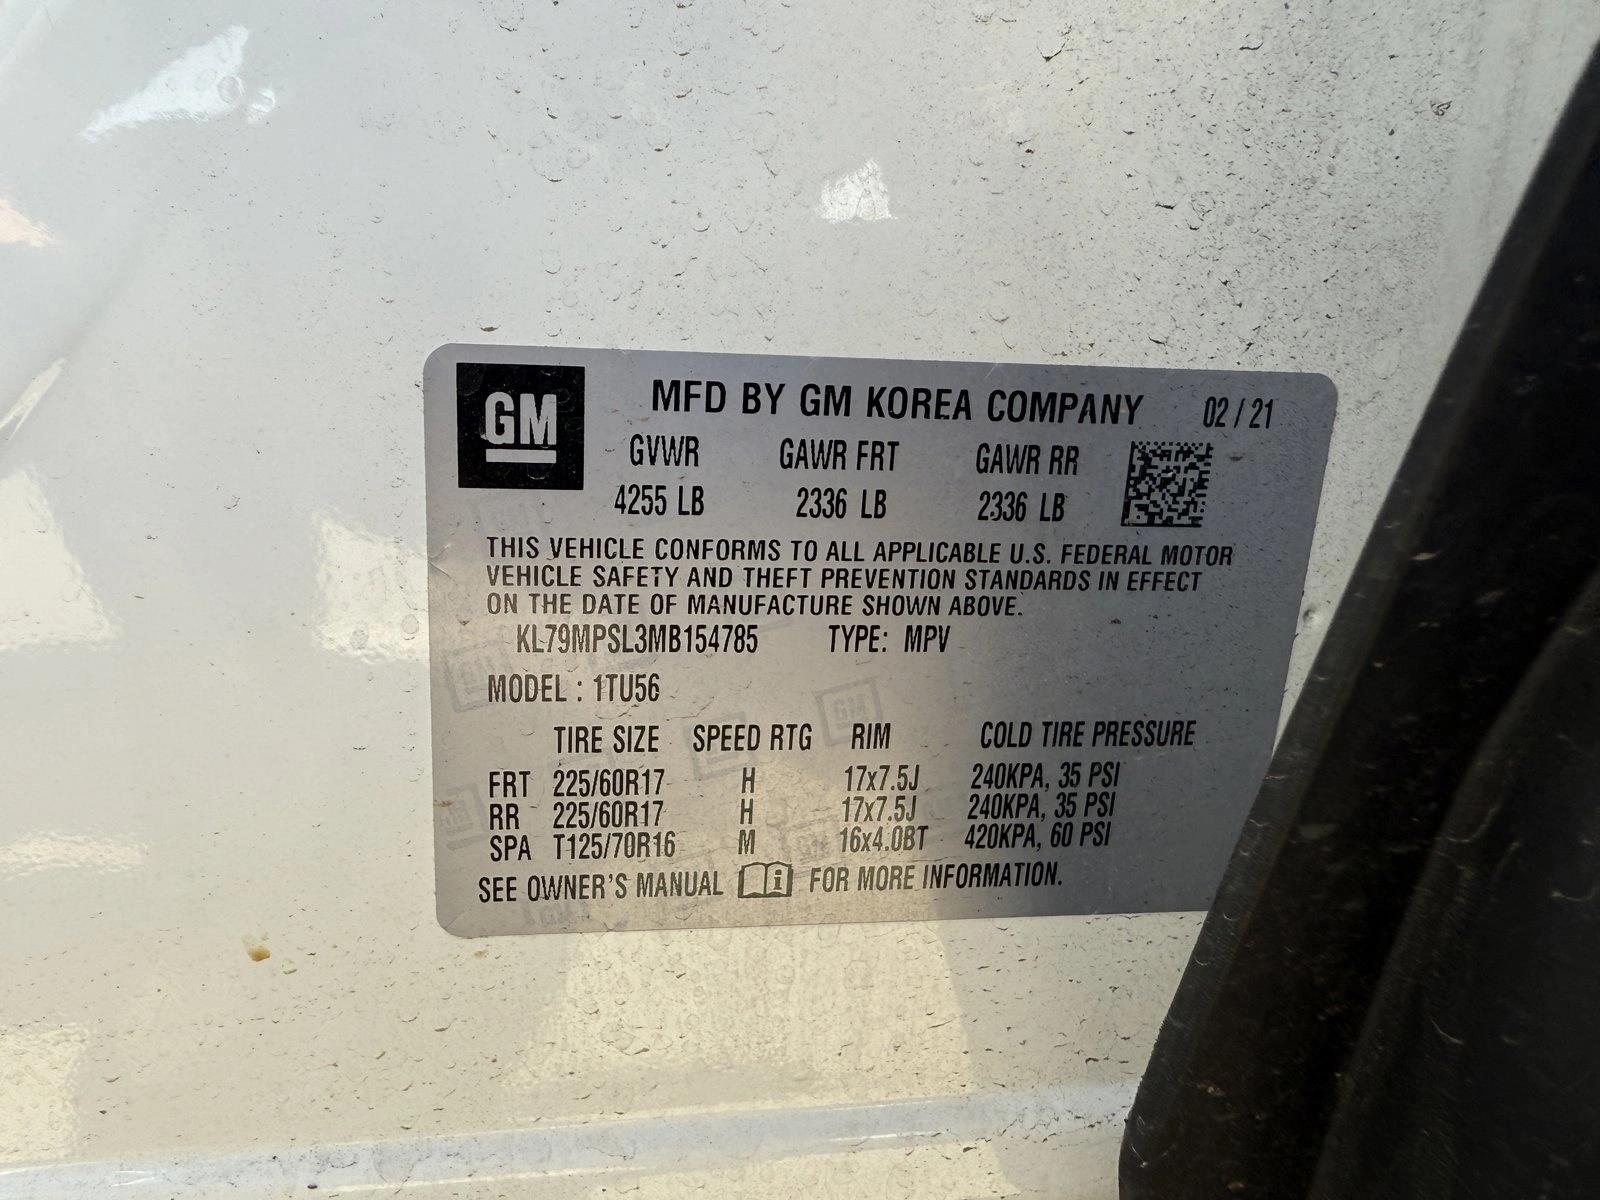 GM
MFD BY GM KOREA COMPANY 02 / 21
GVWR GAWR FRT GAWR RR
4255 LB 2336 LB 2336 LB
THIS VEHICLE CONFORMS TO ALL APPLICABLE U.S. FEDERAL MOTOR
VEHICLE SAFETY AND THEFT PREVENTION STANDARDS IN EFFECT
ON THE DATE OF MANUFACTURE SHOWN ABOVE.
KL79MPSL3MB154785 TYPE: MPV
MODEL : 1TU56
TIRE SIZE SPEED RTG RIM COLD TIRE PRESSURE
FRT 225/60R17 H 17x7.5J 240KPA, 35 PSI
RR 225/60R17 H 17x7.5J 240KPA, 35 PSI
SPA T125/70R16 M 16x4.0BT 420KPA, 60 PSI
SEE OWNER'S MANUAL i FOR MORE INFORMATION.